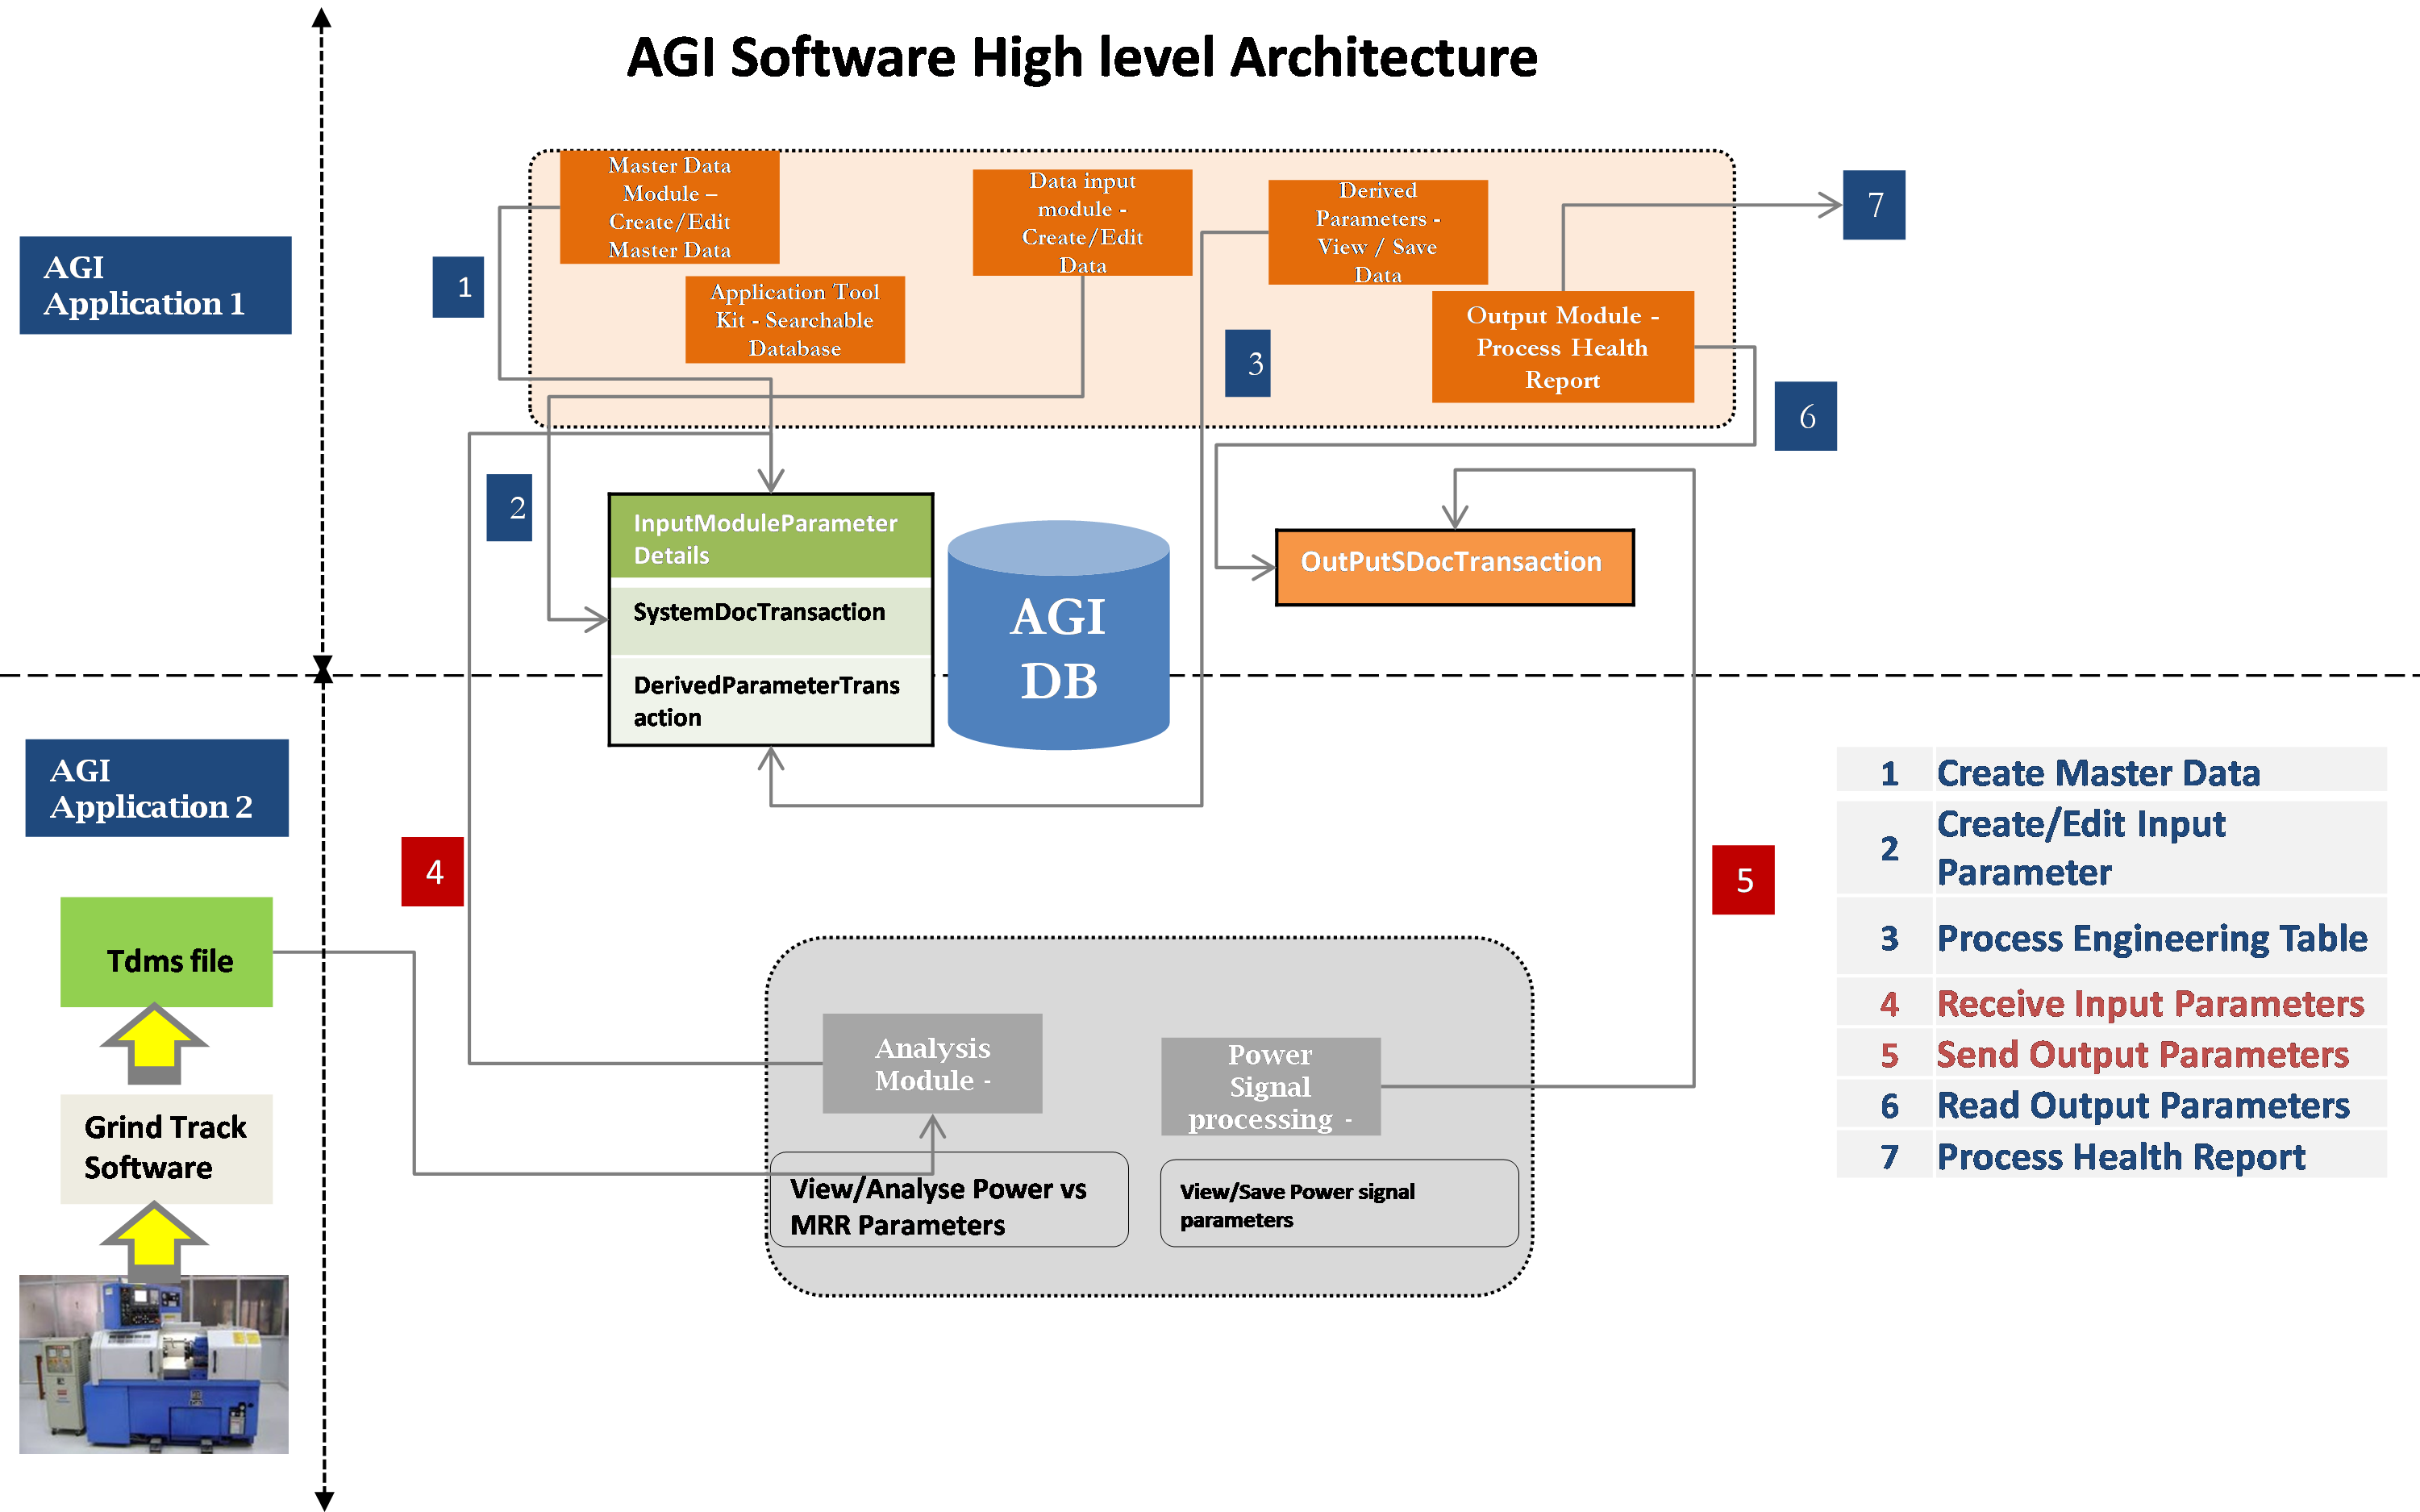 AGI Software High level Architecture
AGI
Application 1
1
Master Data
Module –
Create/Edit
Master Data
Application Tool
Kit - Searchable
Database
Data input
module -
Create/Edit
Data
3
Derived
Parameters -
View / Save
Data
Output Module -
Process Health
Report
7
6
2
InputModuleParameter
Details
SystemDocTransaction
DerivedParameterTrans
action
AGI
DB
OutPutSDocTransaction
AGI
Application 2
4
5
Tdms file
Grind Track
Software
Analysis
Module -
Power
Signal
processing -
View/Analyse Power vs
MRR Parameters
View/Save Power signal
parameters
1 Create Master Data
2 Create/Edit Input
Parameter
3 Process Engineering Table
4 Receive Input Parameters
5 Send Output Parameters
6 Read Output Parameters
7 Process Health Report